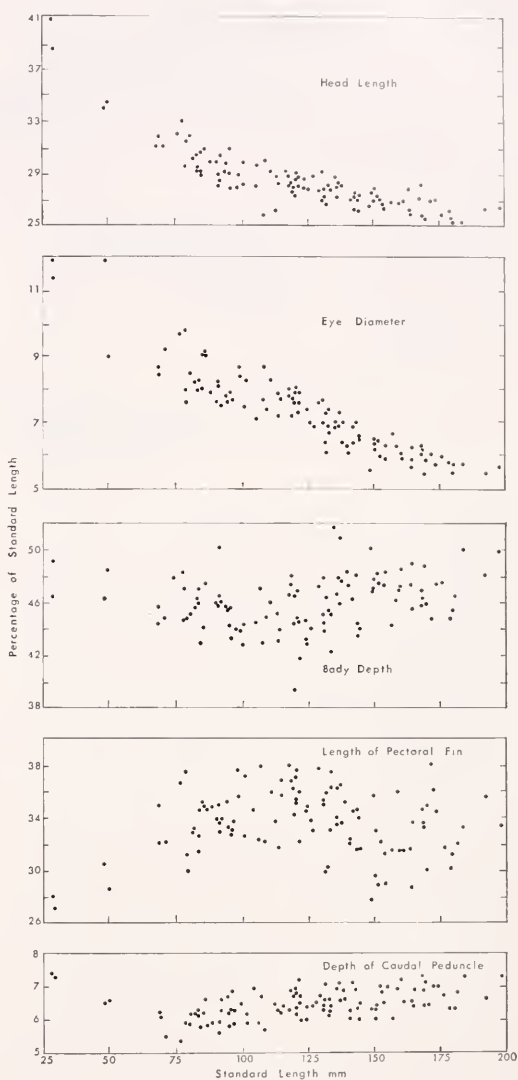 41
37
33
29
25
Head Length
11
9
7
5
Eye Diameter
Percentage of Standard Length
50
46
42
38
Body Depth
38
34
30
26
Length of Pectoral Fin
8
7
6
5
Depth of Caudal Peduncle
25 50 75 100 125 150 175 200
Standard Length mm